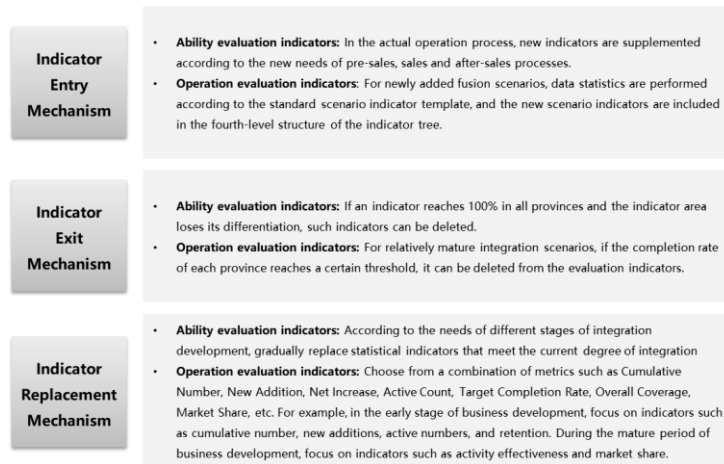 Indicator
Entry
Mechanism
• Ability evaluation indicators: In the actual operation process, new indicators are supplemented
according to the new needs of pre-sales, sales and after-sales processes.
• Operation evaluation indicators: For newly added fusion scenarios, data statistics are performed
according to the standard scenario indicator template, and the new scenario indicators are included
in the fourth-level structure of the indicator tree.
Indicator
Exit
Mechanism
• Ability evaluation indicators: If an indicator reaches 100% in all provinces and the indicator area
loses its differentiation, such indicators can be deleted.
• Operation evaluation indicators: For relatively mature integration scenarios, if the completion rate
of each province reaches a certain threshold, it can be deleted from the evaluation indicators.
Indicator
Replacement
Mechanism
• Ability evaluation indicators: According to the needs of different stages of integration
development, gradually replace statistical indicators that meet the current degree of integration
• Operation evaluation indicators: Choose from a combination of metrics such as Cumulative
Number, New Addition, Net Increase, Active Count, Target Completion Rate, Overall Coverage,
Market Share, etc. For example, in the early stage of business development, focus on indicators such
as cumulative number, new additions, active numbers, and retention. During the mature period of
business development, focus on indicators such as activity effectiveness and market share.